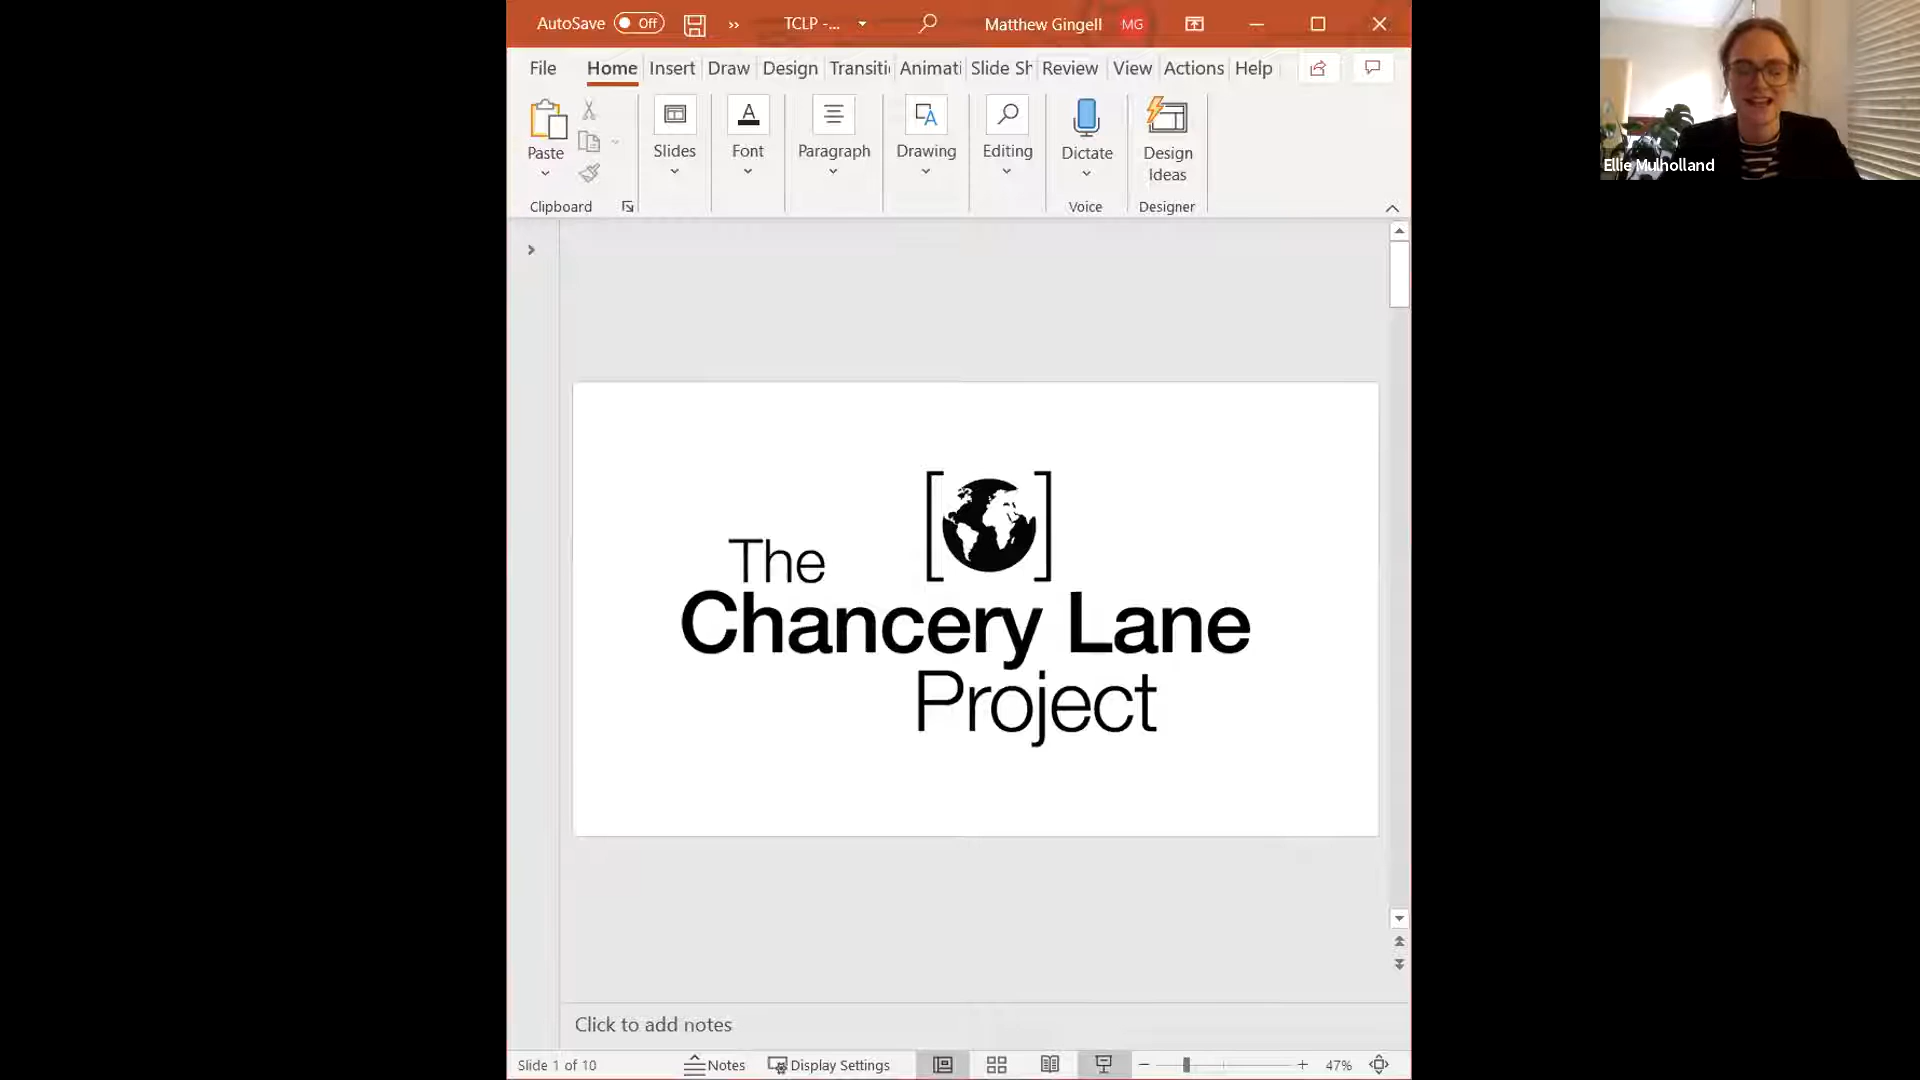 AutoSave Off TCLP -... Matthew Gingell MG
File Home Insert Draw Design Transiti Animati Slide Sh Review View Actions Help
Paste Slides Font Paragraph Drawing Editing Dictate Design Ideas
Clipboard Voice Designer
Ellie Mulholland
The
Chancery Lane
Project
Click to add notes
Slide 1 of 10 Notes Display Settings 47%